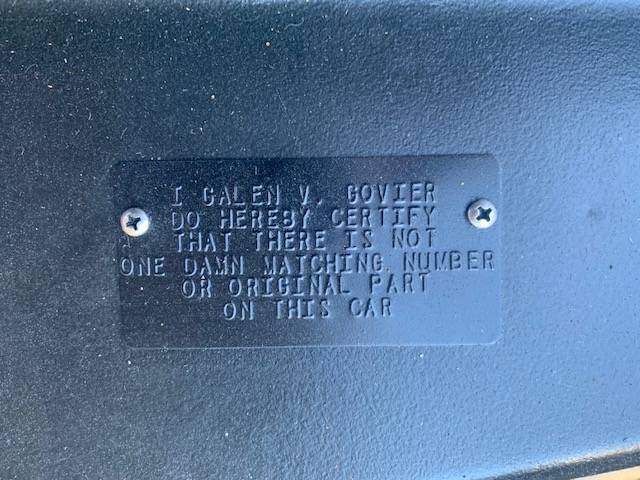 I GALEN V. GOVIER
DO HEREBY CERTIFY
THAT THERE IS NOT
ONE DAMN MATCHING NUMBER
OR ORIGINAL PART
ON THIS CAR